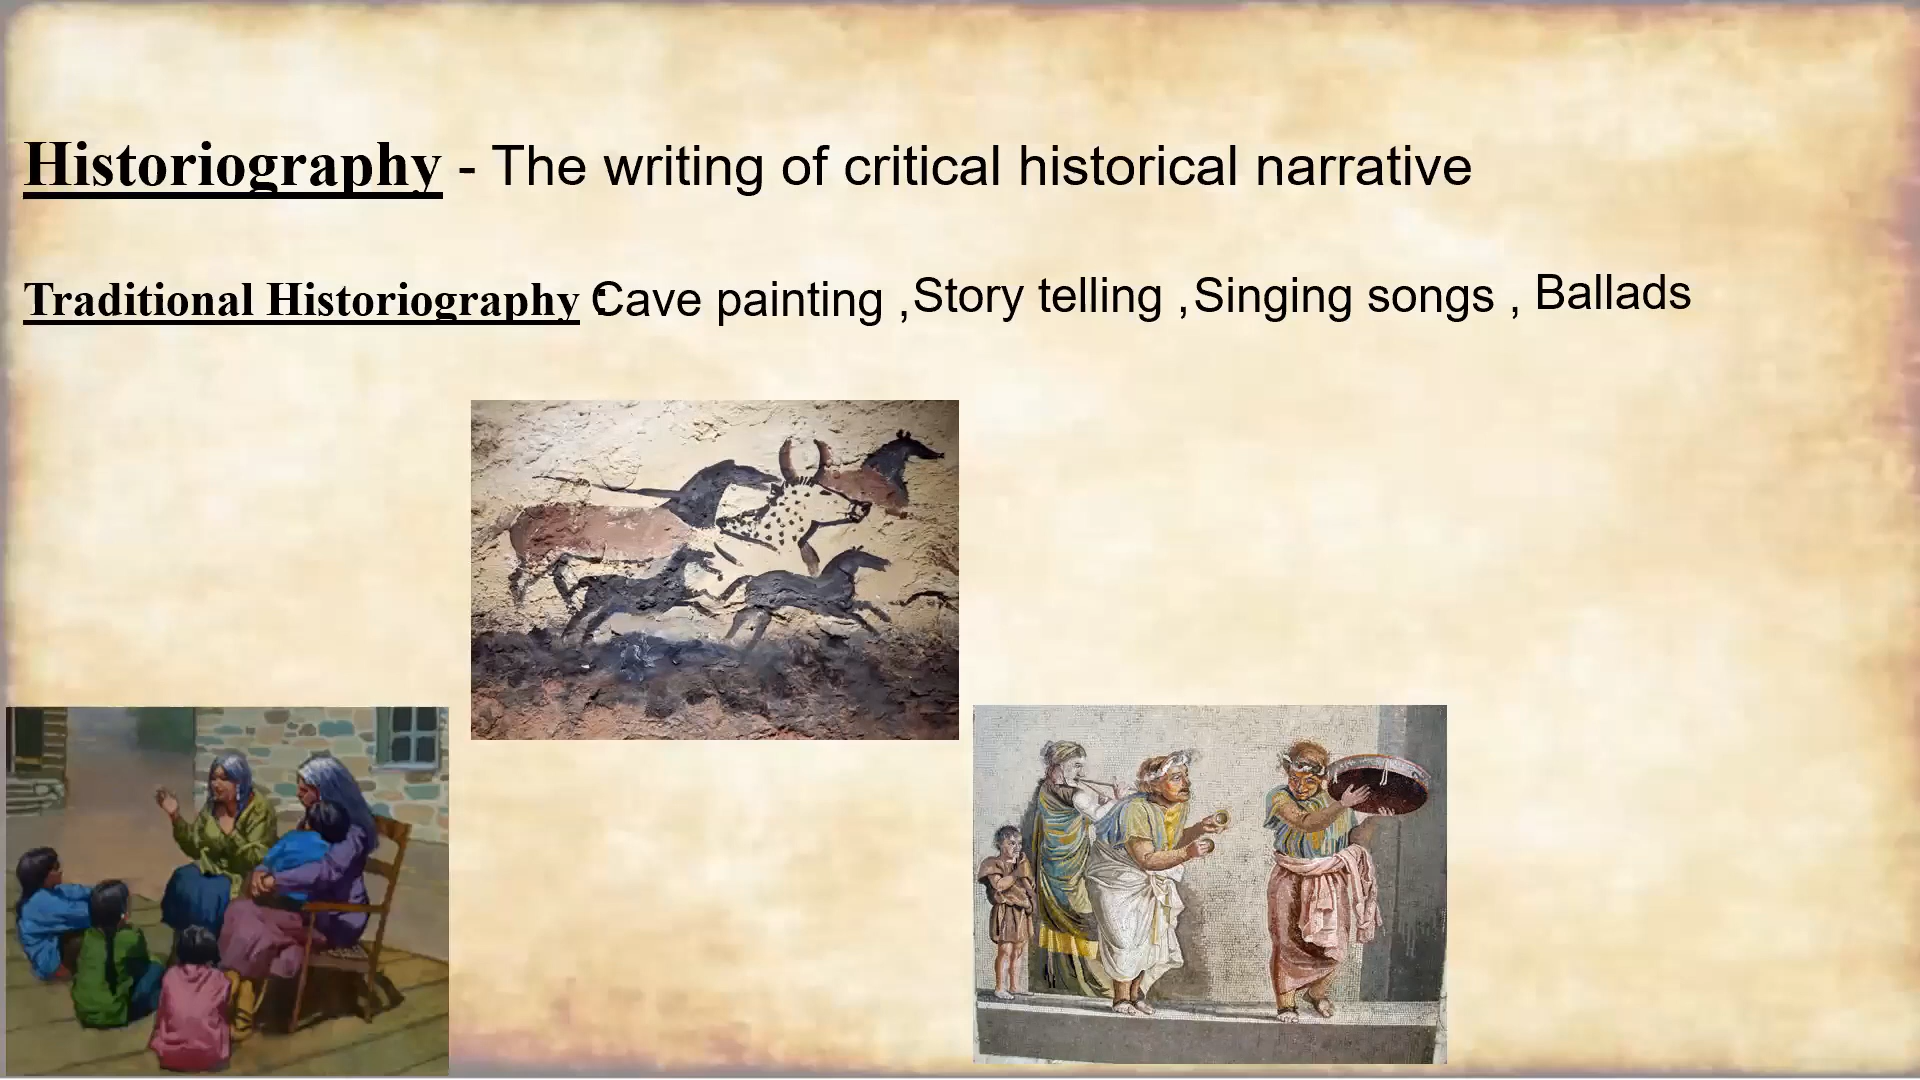 Historiography - The writing of critical historical narrative
Traditional Historiography : Cave painting , Story telling , Singing songs , Ballads